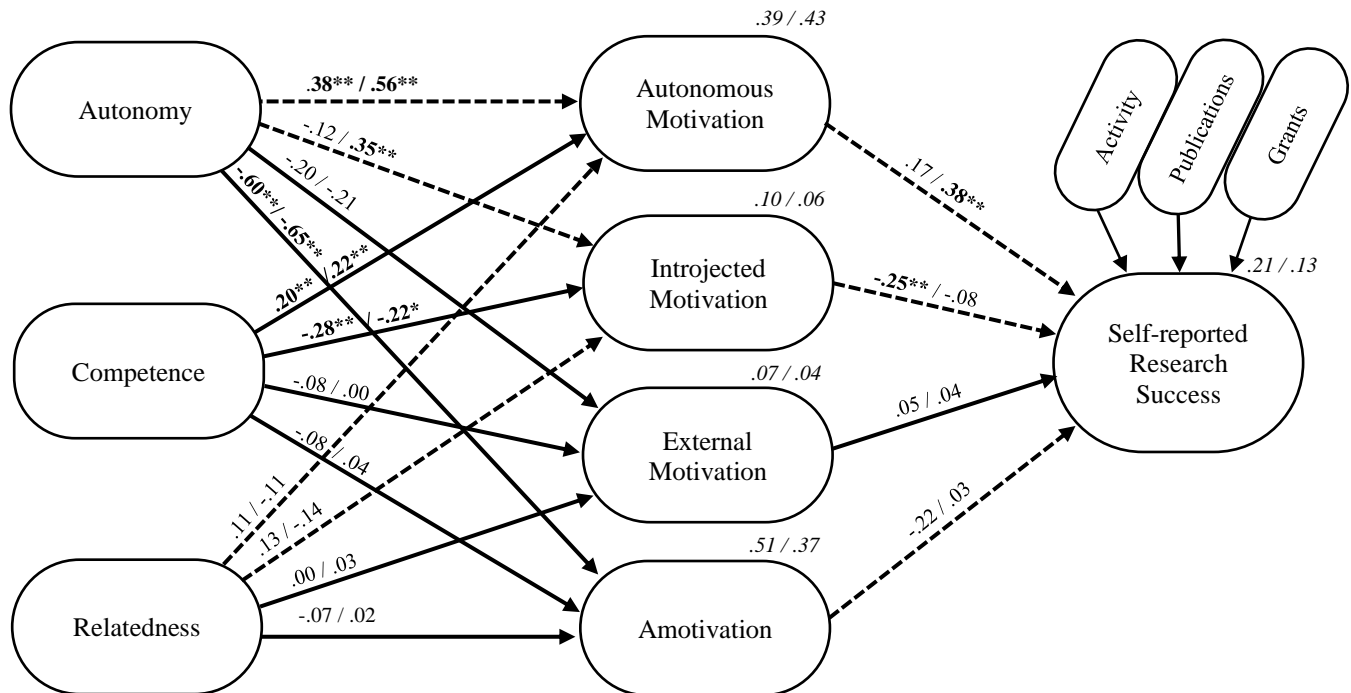 .39 / .43
Autonomy
.38** / .56**
Autonomous
Motivation
Activity
Publications
Grants
-.12 / .35**
-.20 / -.21
-.60** / -.65**
.17 / .38**
.10 / .06
.21 / .13
.20** / .22**
Introjected
Motivation
-.25** / -.08
Competence
-.28** / -.22*
Self-reported
Research
Success
-.08 / .00
.07 / .04
.05 / .04
-.08 / .04
External
Motivation
.11 / -.11
.13 / -.14
-.22 / .03
.51 / .37
.00 / .03
Relatedness
-.07 / .02
Amotivation